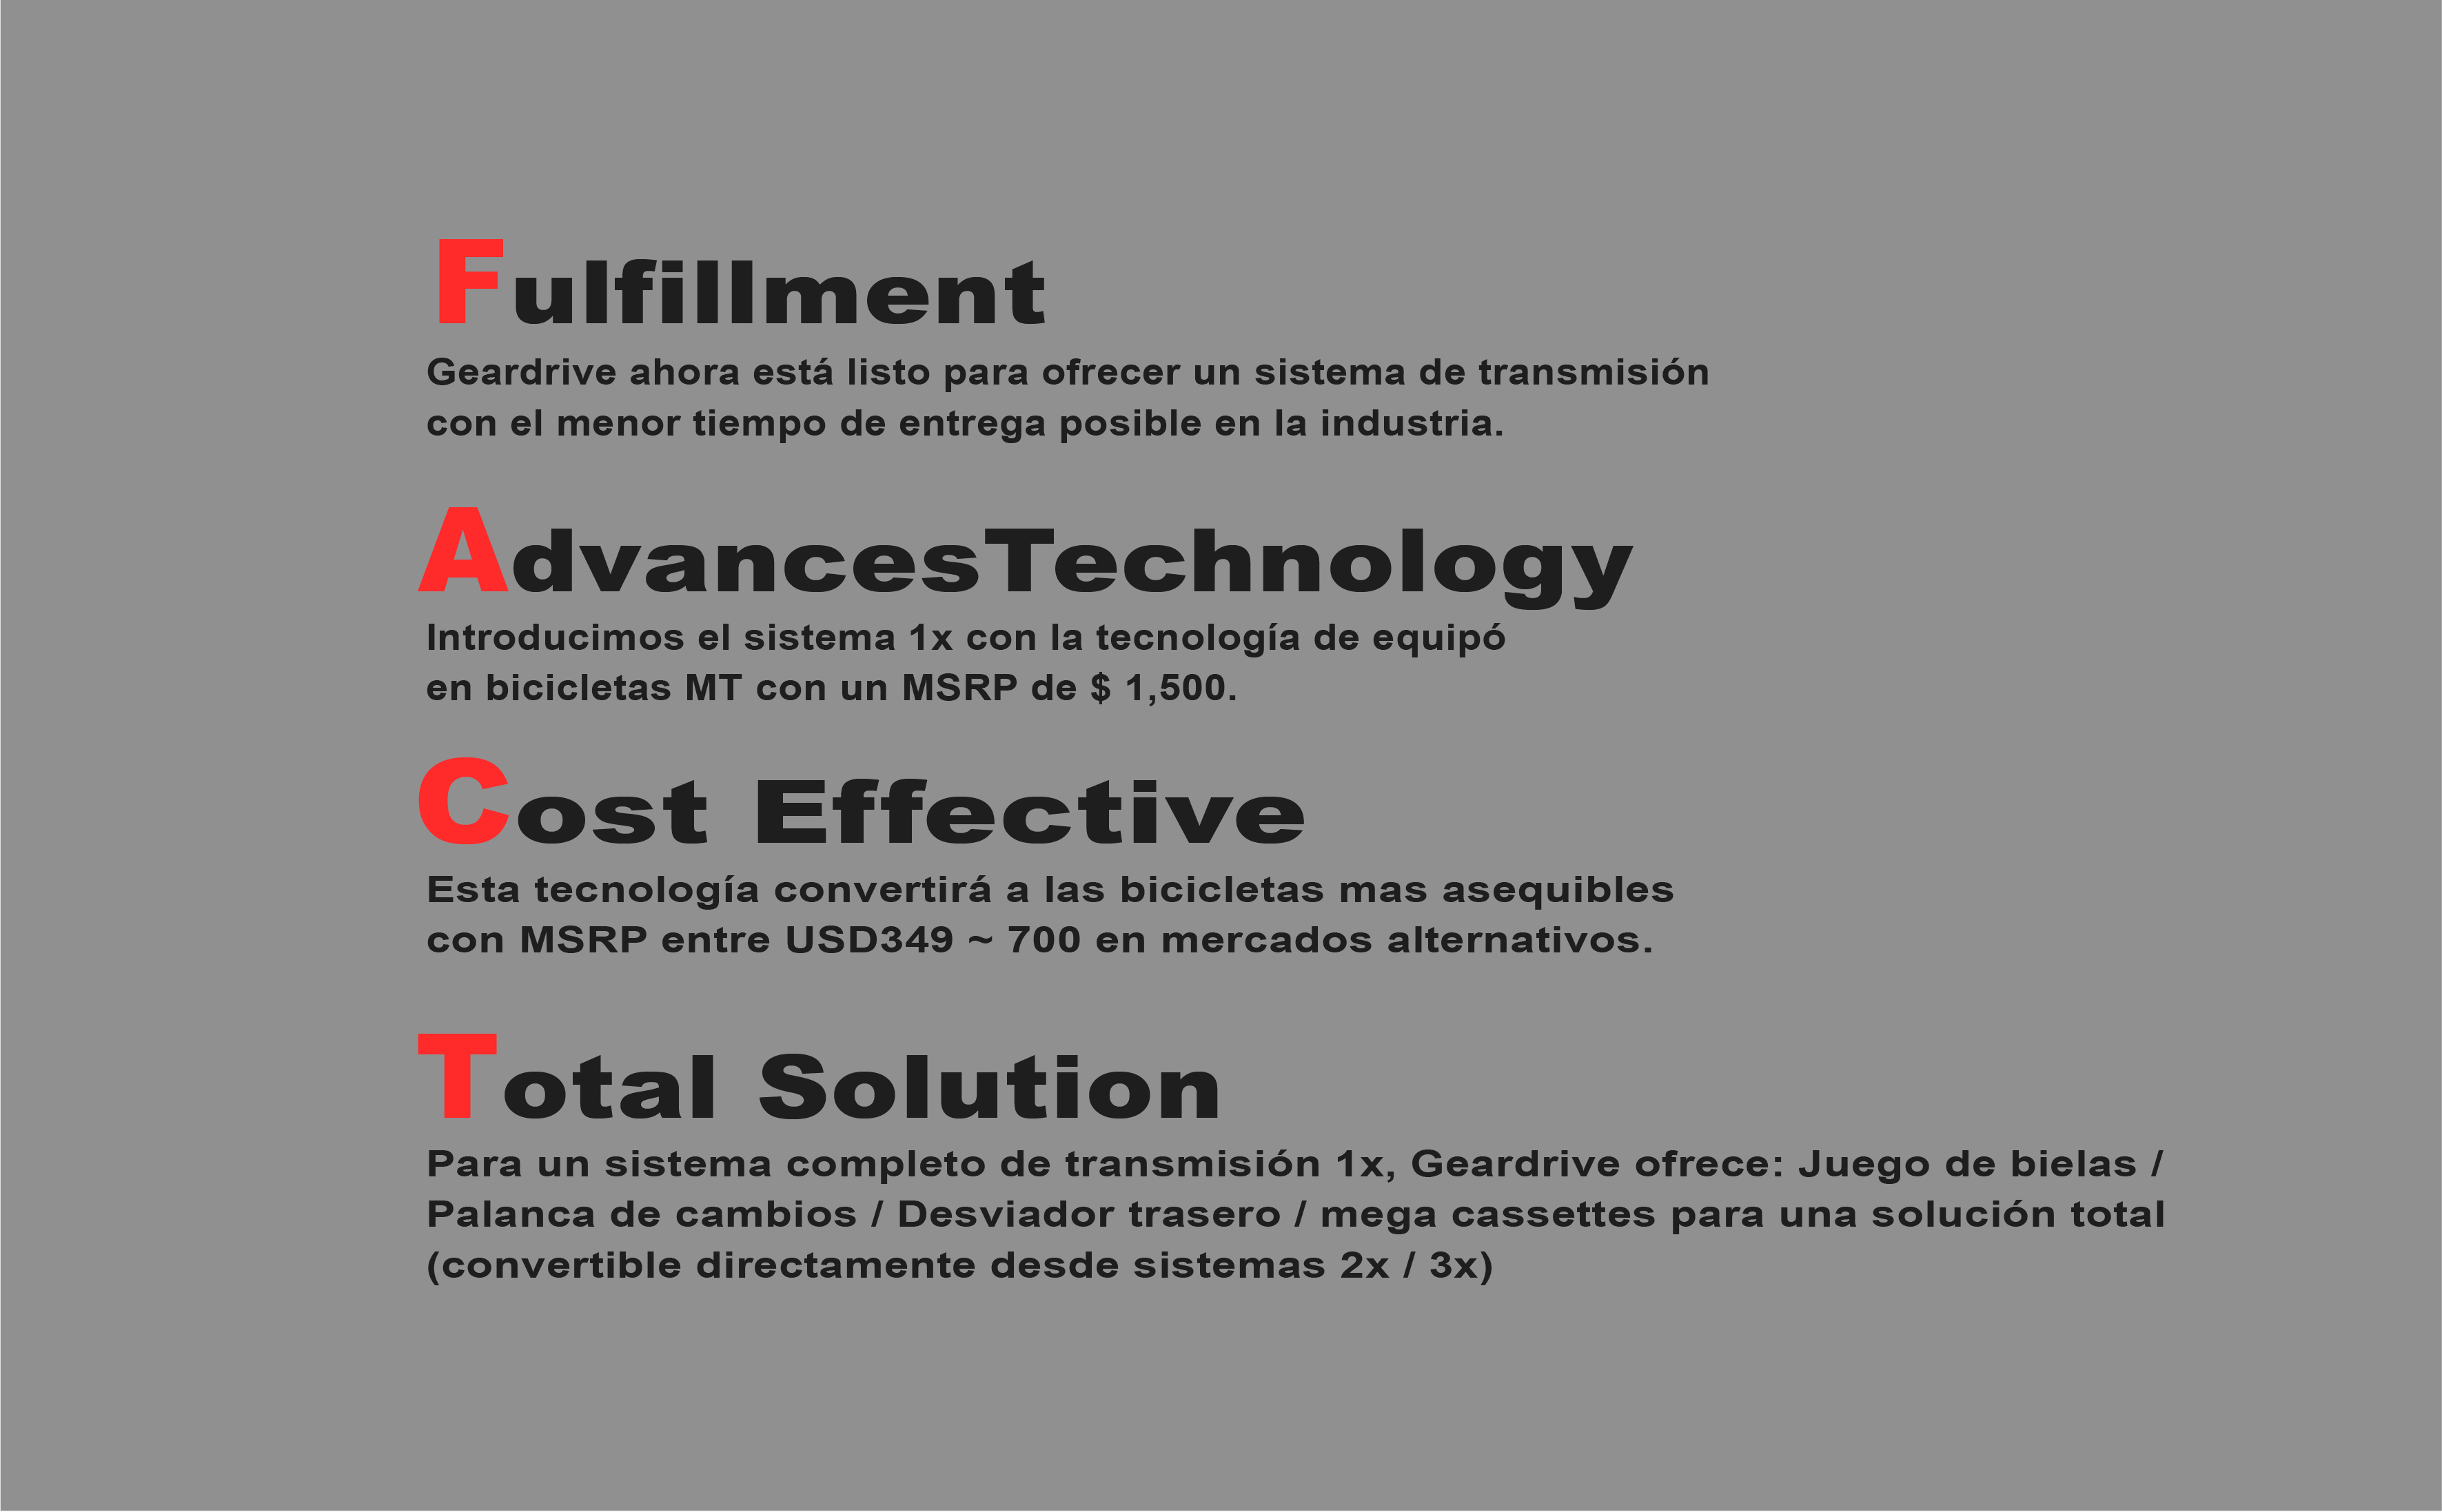 Fulfillment
Geardrive ahora está listo para ofrecer un sistema de transmisión
con el menor tiempo de entrega posible en la industria.
AdvancesTechnology
Introducimos el sistema 1x con la tecnología de equipó
en bicicletas MT con un MSRP de $ 1,500.
Cost Effective
Esta tecnología convertirá a las bicicletas mas asequibles
con MSRP entre USD349 ~ 700 en mercados alternativos.
Total Solution
Para un sistema completo de transmisión 1x, Geardrive ofrece: Juego de bielas /
Palanca de cambios / Desviador trasero / mega cassettes para una solución total
(convertible directamente desde sistemas 2x / 3x)